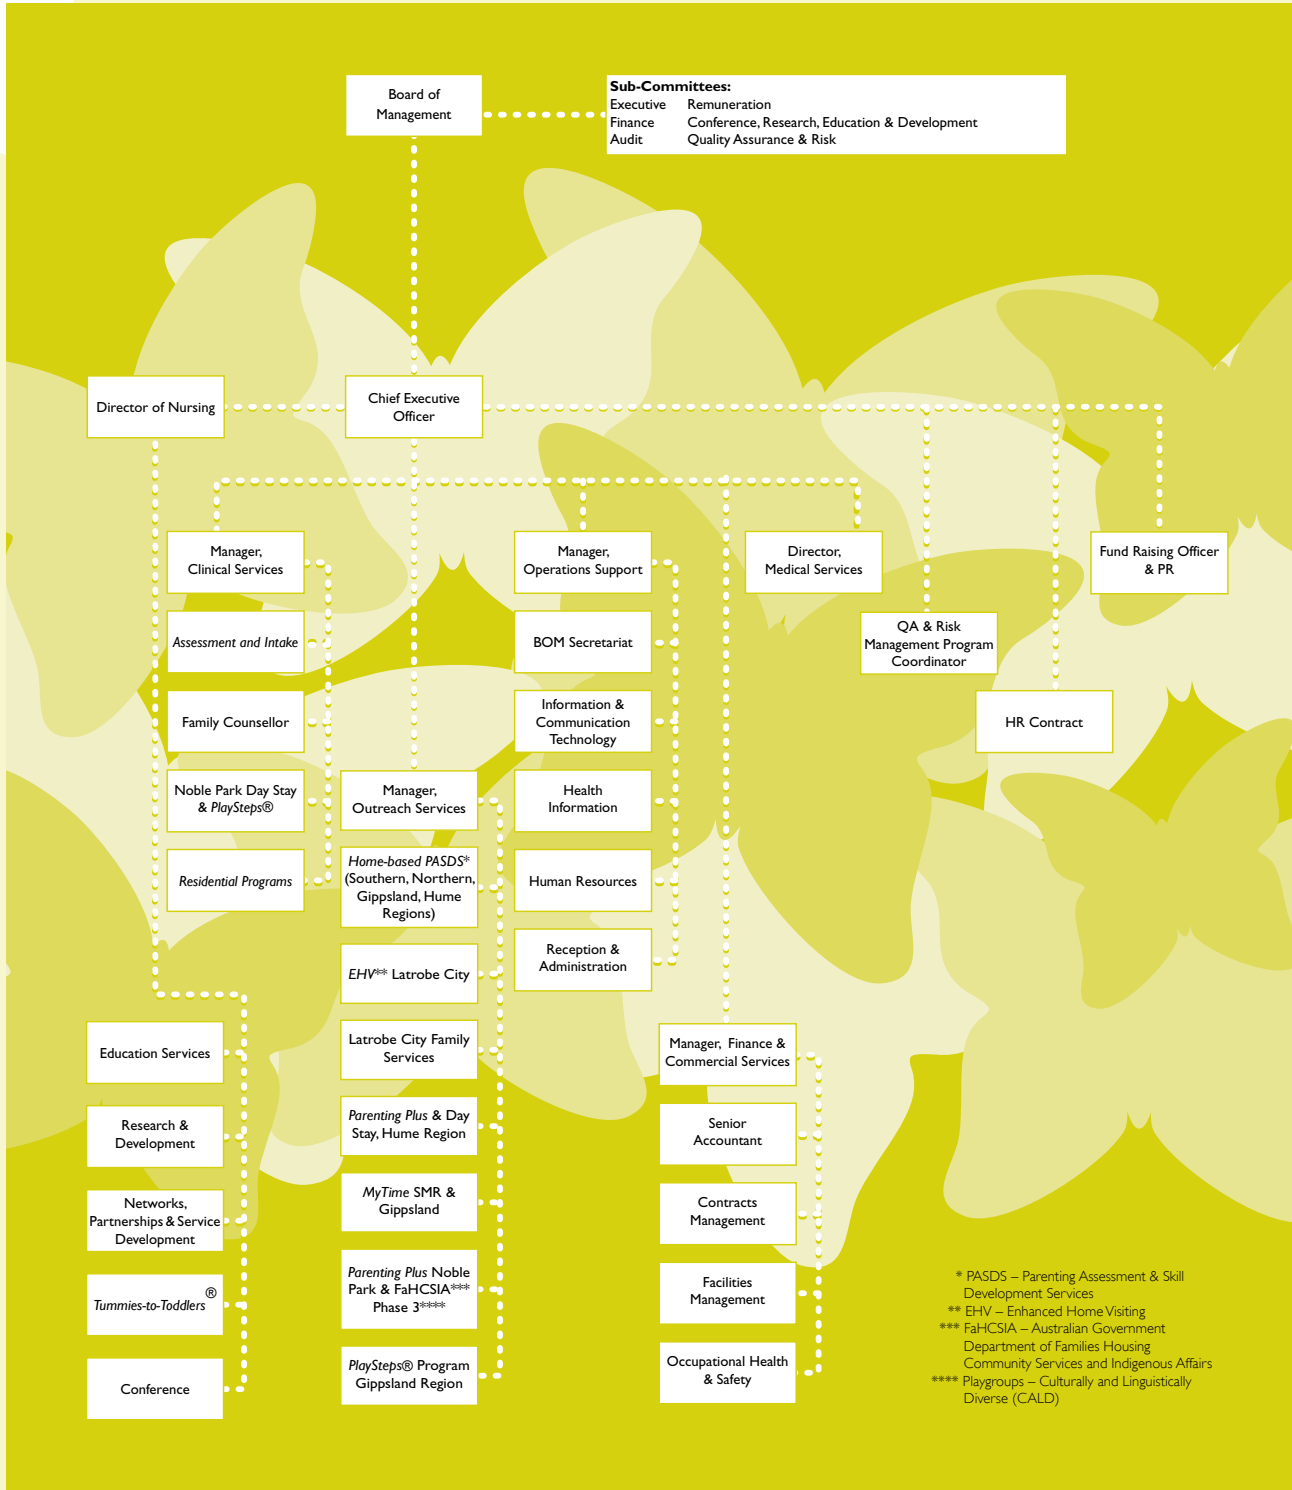 Board of
Management
Sub-Committees:
Executive Remuneration
Finance Conference, Research, Education & Development
Audit Quality Assurance & Risk
Director of Nursing
Chief Executive
Officer
Manager,
Clinical Services
Manager,
Operations Support
Director,
Medical Services
Fund Raising Officer
& PR
Assessment and Intake
BOM Secretariat
QA & Risk
Management Program
Coordinator
Family Counsellor
Information &
Communication
Technology
HR Contract
Noble Park Day Stay
& PlaySteps®
Manager,
Outreach Services
Health
Information
Residential Programs
Home-based PASDS*
(Southern, Northern,
Gippsland, Hume
Regions)
Human Resources
EHV** Latrobe City
Reception &
Administration
Education Services
Latrobe City Family
Services
Manager, Finance &
Commercial Services
Research &
Development
Parenting Plus & Day
Stay, Hume Region
Senior
Accountant
Networks,
Partnerships & Service
Development
MyTime SMR &
Gippsland
Contracts
Management
Tummies-to-Toddlers®
Parenting Plus Noble
Park & FaHCSIA***
Phase 3****
Facilities
Management
Conference
PlaySteps® Program
Gippsland Region
Occupational Health
& Safety
* PASDS – Parenting Assessment & Skill
Development Services
** EHV – Enhanced Home Visiting
*** FaHCSIA – Australian Government
Department of Families Housing
Community Services and Indigenous Affairs
**** Playgroups – Culturally and Linguistically
Diverse (CALD)